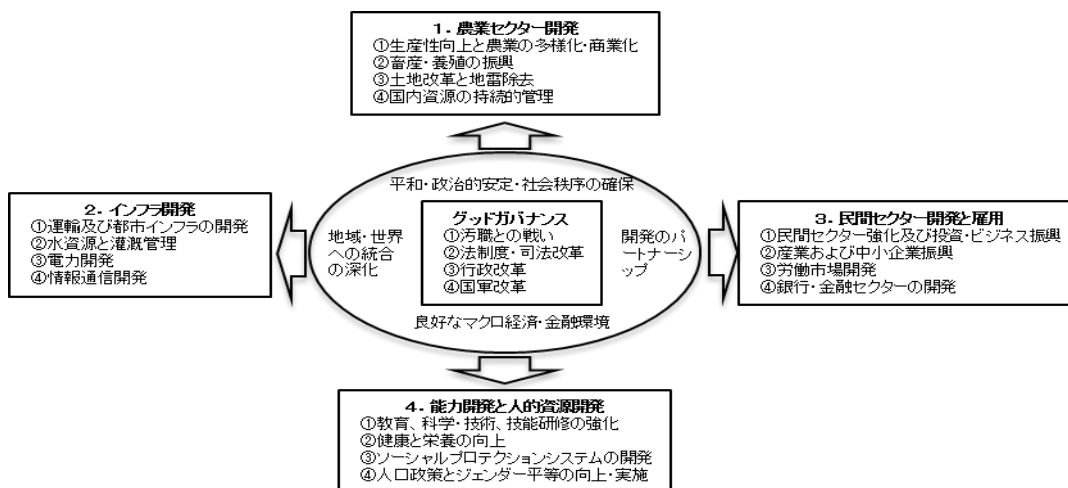 1.農業セクター開発
①生産性向上と農業の多様化・商業化
②畜産・養殖の振興
③土地改革と地雷除去
④国内資源の持続的管理
平和・政治的安定・社会秩序の確保
2.インフラ開発
①運輸及び都市インフラの開発
②水資源と灌漑管理
③電力開発
④情報通信開発
地域・世界
への統合
の深化
グッドガバナンス
①汚職との戦い
②法制度・司法改革
③行政改革
④国軍改革
開発のパ
ートナーシ
ップ
3.民間セクター開発と雇用
①民間セクター強化及び投資・ビジネス振興
②産業および中小企業振興
③労働市場開発
④銀行・金融セクターの開発
良好なマクロ経済・金融環境
4.能力開発と人的資源開発
①教育、科学・技術、技能研修の強化
②健康と栄養の向上
③ソーシャルプロテクションシステムの開発
④人口政策とジェンダー平等の向上・実施